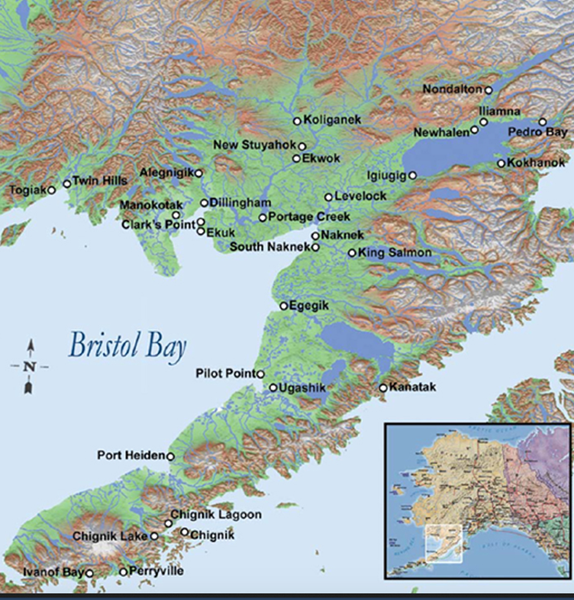 Nondalton
Iliamna
Koliganek
Newhalen
Pedro Bay
New Stuyahok
Ekwok
Kokhanok
Alegnigik
Igiugig
Twin Hills
Togiak
Levelock
Manokotak
Dillingham
Portage Creek
Clark's Point
Ekuk
Naknek
South Naknek
King Salmon
Egegik
Bristol Bay
N
Pilot Point
Ugashik
Kanatak
Port Heiden
Chignik Lagoon
Chignik Lake
Chignik
Ivanof Bay
Perryville